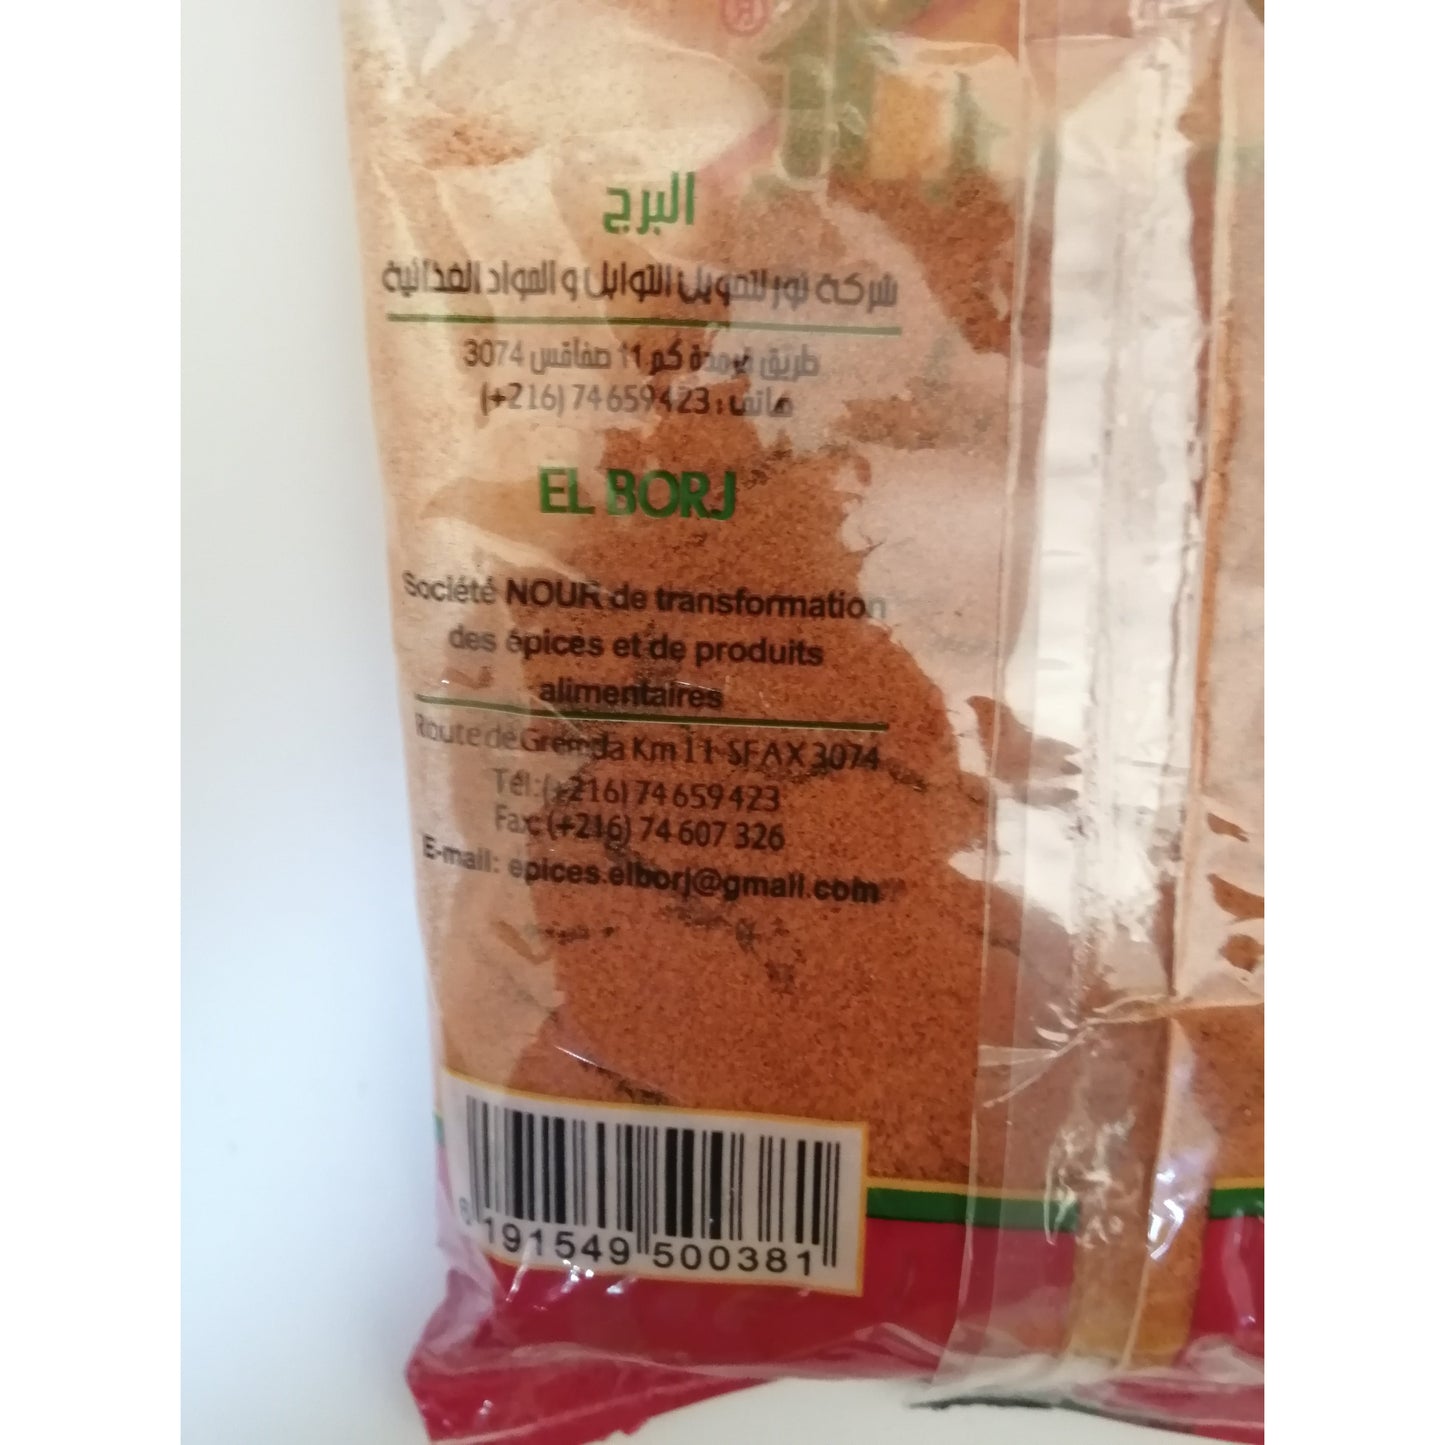 البرج
شركة نور لتحويل التوابل و المواد الغذائية
طريق قرمدة كم 11 صفاقس 3074
هاتف : 74659423 (216+)
EL BORJ
Société NOUR de transformation
des épices et de produits
alimentaires
Route de Gremda Km 11 SFAX 3074
Tél:(+216) 74 659 423
Fax: (+216) 74 607 326
E-mail: epices.elborj@gmail.com
6 191549 500381